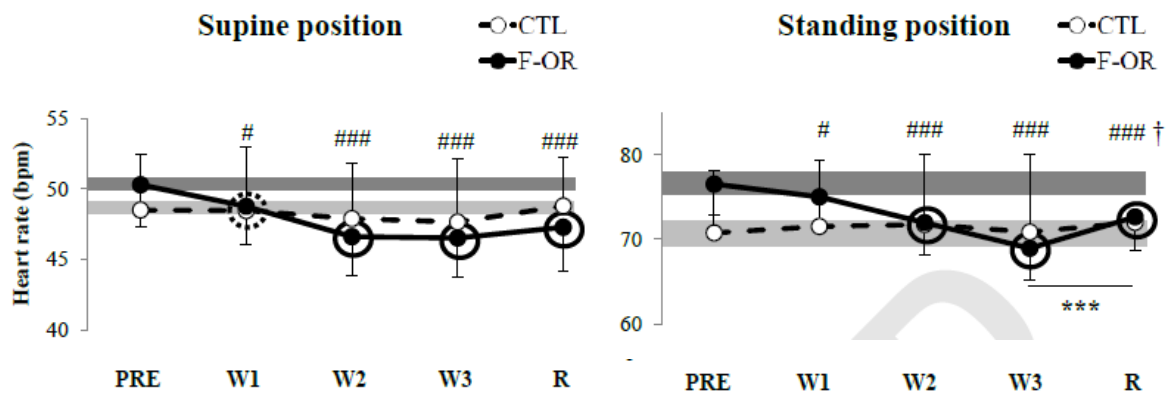 Supine position
CTL
F-OR
Heart rate (bpm)
55
50
45
40
#
###
###
###
PRE W1 W2 W3 R
Standing position
CTL
F-OR
80
70
60
#
###
###
### †
***
PRE W1 W2 W3 R